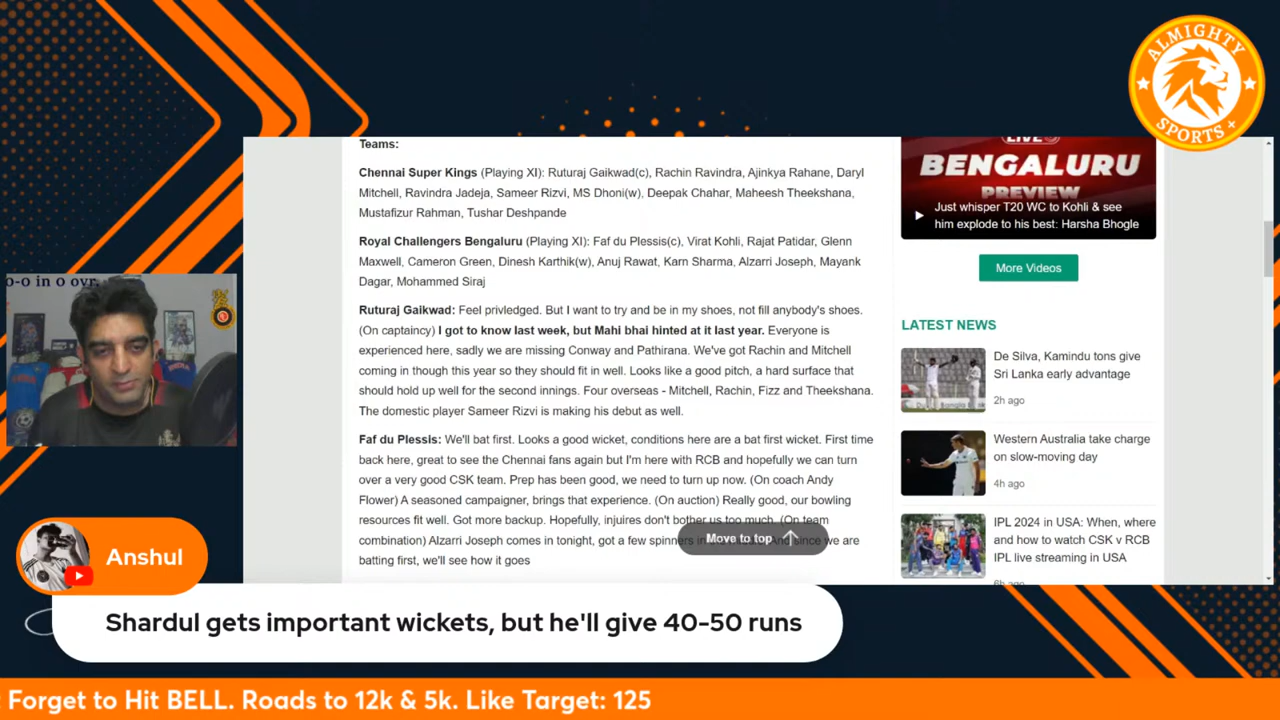 ALMIGHTY
SPORTS
Teams:
Chennai Super Kings (Playing XI): Ruturaj Gaikwad(c), Rachin Ravindra, Ajinkya Rahane, Daryl
Mitchell, Ravindra Jadeja, Sameer Rizvi, MS Dhoni(w), Deepak Chahar, Maheesh Theekshana,
Mustafizur Rahman, Tushar Deshpande
Royal Challengers Bengaluru (Playing XI): Faf du Plessis(c), Virat Kohli, Rajat Patidar, Glenn
Maxwell, Cameron Green, Dinesh Karthik(w), Anuj Rawat, Karn Sharma, Alzarri Joseph, Mayank
Dagar, Mohammed Siraj
Ruturaj Gaikwad: Feel privledged. But I want to try and be in my shoes, not fill anybody's shoes.
(On captaincy) I got to know last week, but Mahi bhai hinted at it last year. Everyone is
experienced here, sadly we are missing Conway and Pathirana. We've got Rachin and Mitchell
coming in though this year so they should fit in well. Looks like a good pitch, a hard surface that
should hold up well for the second innings. Four overseas - Mitchell, Rachin, Fizz and Theekshana.
The domestic player Sameer Rizvi is making his debut as well.
Faf du Plessis: We'll bat first. Looks a good wicket, conditions here are a bat first wicket. First time
back here, great to see the Chennai fans again but I'm here with RCB and hopefully we can turn
over a very good CSK team. Prep has been good, we need to turn up now. (On coach Andy
Flower) A seasoned campaigner, brings that experience. (On auction) Really good, our bowling
resources fit well. Got more backup. Hopefully, injuires don't bother us too much. (On team
combination) Alzarri Joseph comes in tonight, got a few spinners in since we are
batting first, we'll see how it goes
Move to top
LIVE
BENGALURU
PREVIEW
Just whisper T20 WC to Kohli & see
him explode to his best: Harsha Bhogle
More Videos
LATEST NEWS
De Silva, Kamindu tons give
Sri Lanka early advantage
2h ago
Western Australia take charge
on slow-moving day
4h ago
IPL 2024 in USA: When, where
and how to watch CSK v RCB
IPL live streaming in USA
6h ago
0-0 in 0 ovr.
Anshul
Shardul gets important wickets, but he'll give 40-50 runs
Forget to Hit BELL. Roads to 12k & 5k. Like Target: 125